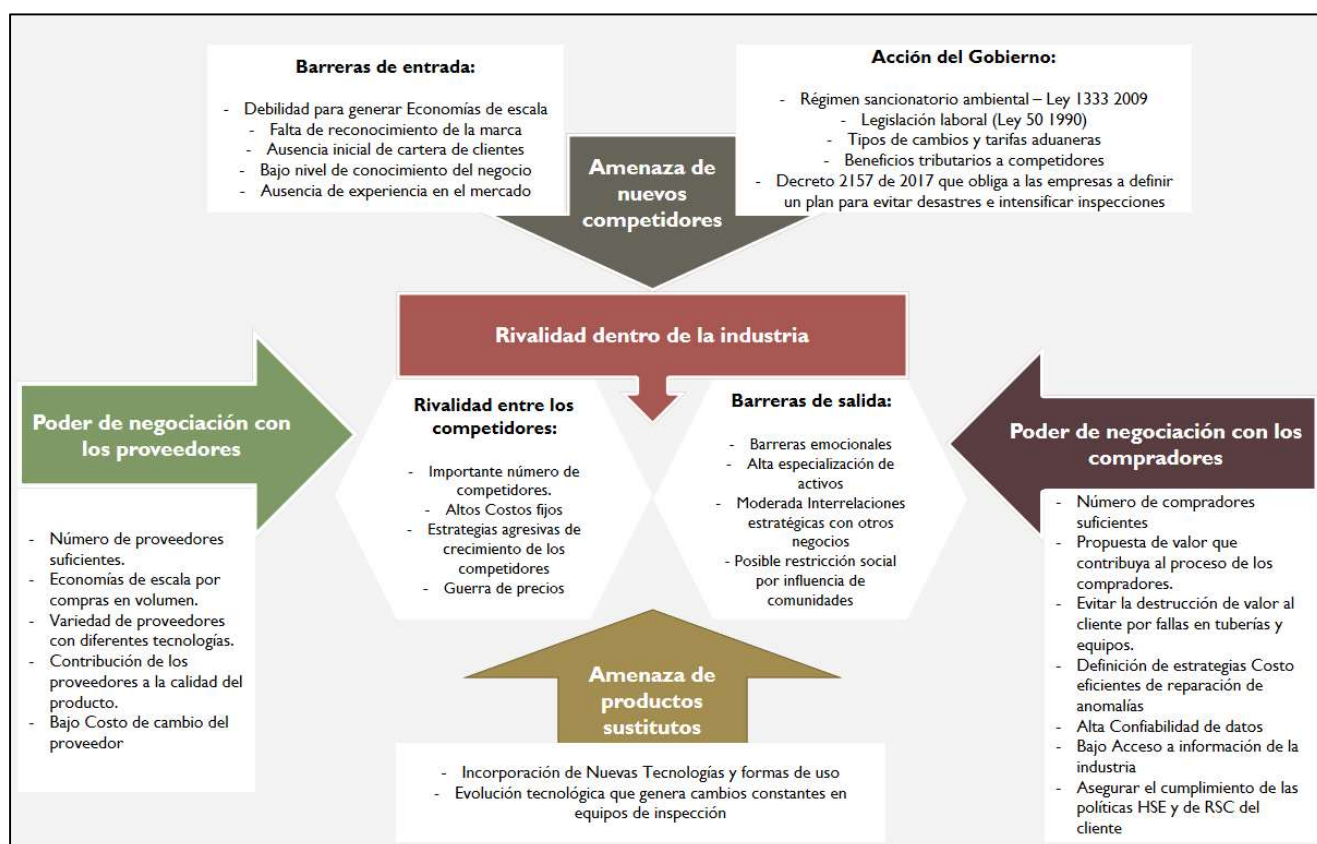 Barreras de entrada:
- Debilidad para generar Economías de escala
- Falta de reconocimiento de la marca
- Ausencia inicial de cartera de clientes
- Bajo nivel de conocimiento del negocio
- Ausencia de experiencia en el mercado
Acción del Gobierno:
- Régimen sancionatorio ambiental – Ley 1333 2009
- Legislación laboral (Ley 50 1990)
- Tipos de cambios y tarifas aduaneras
- Beneficios tributarios a competidores
- Decreto 2157 de 2017 que obliga a las empresas a definir
un plan para evitar desastres e intensificar inspecciones
Amenaza de
nuevos
competidores
Rivalidad dentro de la industria
Poder de negociación con
los proveedores
- Número de proveedores
suficientes.
- Economías de escala por
compras en volumen.
- Variedad de proveedores
con diferentes tecnologías.
- Contribución de los
proveedores a la calidad del
producto.
- Bajo Costo de cambio del
proveedor
Rivalidad entre los
competidores:
- Importante número de
competidores.
- Altos Costos fijos
- Estrategias agresivas de
crecimiento de los
competidores
- Guerra de precios
Barreras de salida:
- Barreras emocionales
- Alta especialización de
activos
- Moderada Interrelaciones
estratégicas con otros
negocios
- Posible restricción social
por influencia de
comunidades
Poder de negociación con los
compradores
- Número de compradores
suficientes
- Propuesta de valor que
contribuya al proceso de los
compradores.
- Evitar la destrucción de valor al
cliente por fallas en tuberías y
equipos.
- Definición de estrategias Costo
eficientes de reparación de
anomalías
- Alta Confiabilidad de datos
- Bajo Acceso a información de la
industria
- Asegurar el cumplimiento de las
políticas HSE y de RSC del
cliente
Amenaza de
productos
sustitutos
- Incorporación de Nuevas Tecnologías y formas de uso
- Evolución tecnológica que genera cambios constantes en
equipos de inspección